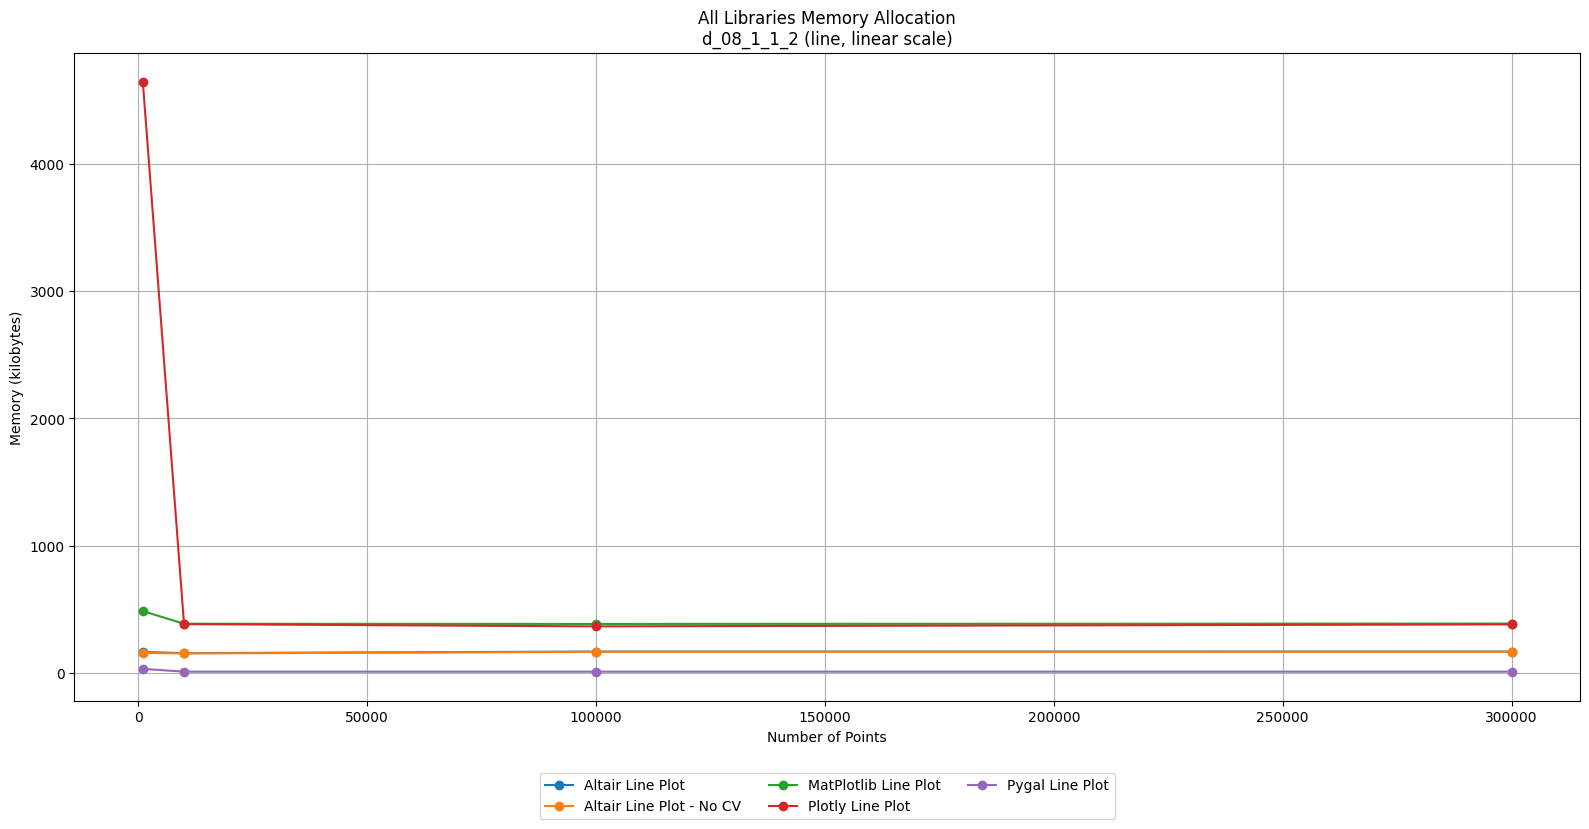 All Libraries Memory Allocation
d_08_1_1_2 (line, linear scale)
Memory (kilobytes)
4000
3000
2000
1000
0
0 50000 100000 150000 200000 250000 300000
Number of Points
Altair Line Plot MatPlotlib Line Plot Pygal Line Plot
Altair Line Plot - No CV Plotly Line Plot